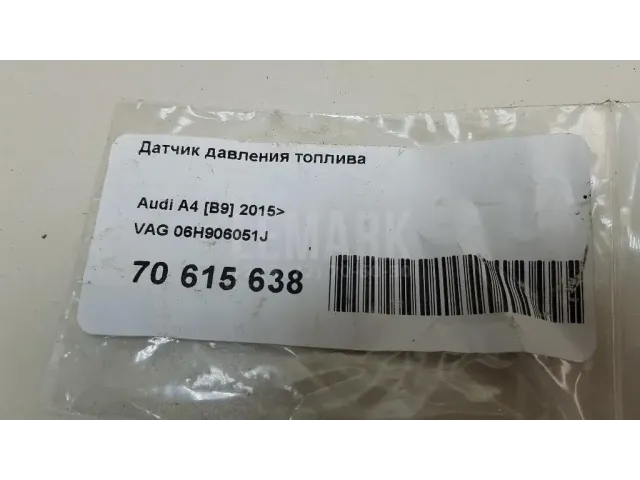 Датчик давления топлива
Audi A4 [B9] 2015>
VAG 06H906051J
70 615 638